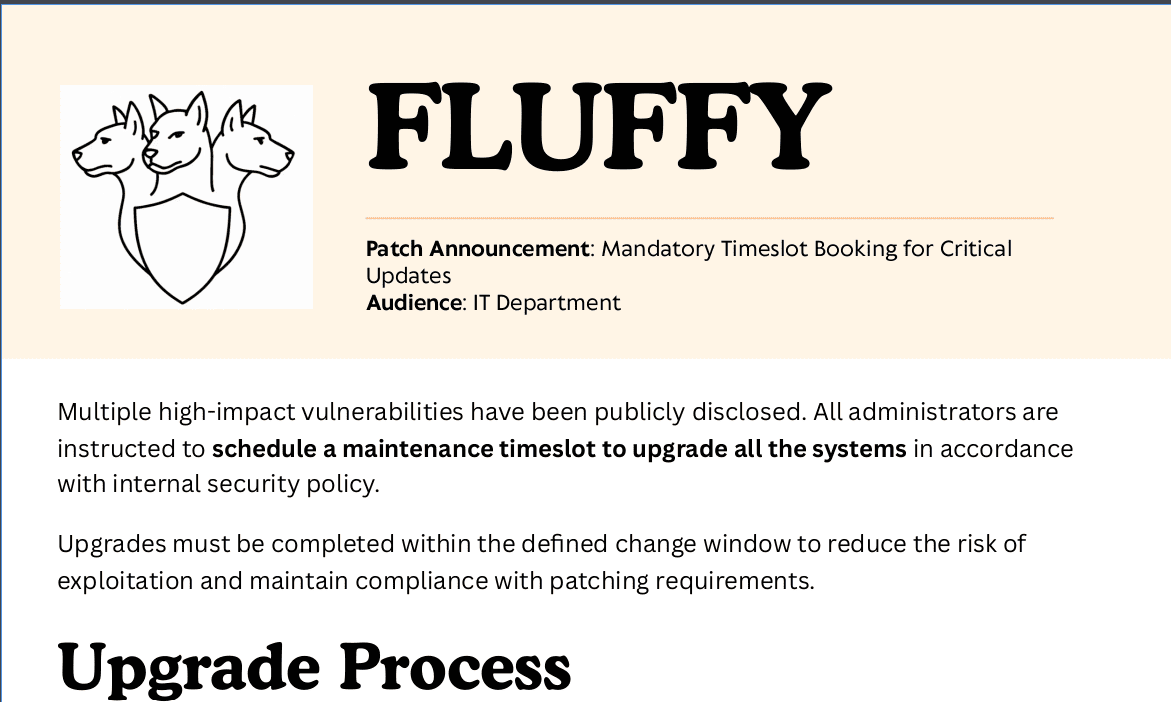 FLUFFY
Patch Announcement: Mandatory Timeslot Booking for Critical
Updates
Audience: IT Department
Multiple high-impact vulnerabilities have been publicly disclosed. All administrators are
instructed to schedule a maintenance timeslot to upgrade all the systems in accordance
with internal security policy.
Upgrades must be completed within the defined change window to reduce the risk of
exploitation and maintain compliance with patching requirements.
Upgrade Process